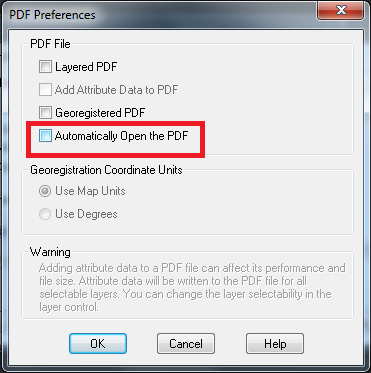 PDF Preferences
PDF File
Layered PDF
Add Attribute Data to PDF
Georegistered PDF
Automatically Open the PDF
Georegistration Coordinate Units
Use Map Units
Use Degrees
Warning
Adding attribute data to a PDF file can affect its performance and
file size. Attribute data will be written to the PDF file for all
selectable layers. You can change the layer selectability in the
layer control.
OK
Cancel
Help